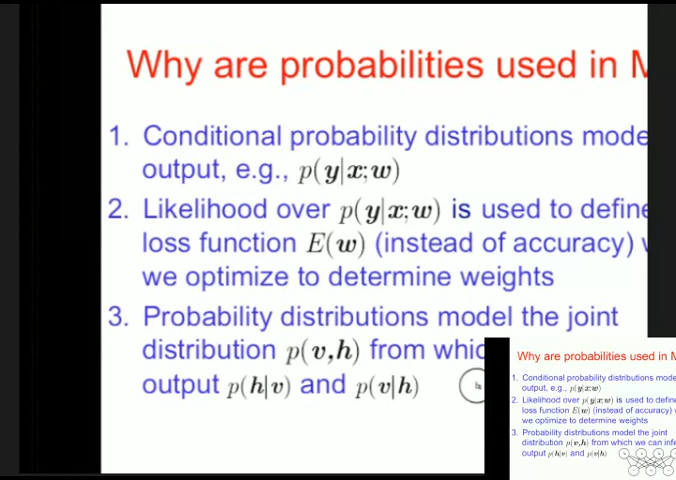 Why are probabilities used in M
1. Conditional probability distributions mode
output, e.g., p(y|x;w)
2. Likelihood over p(y|x;w) is used to define
loss function E(w) (instead of accuracy)
we optimize to determine weights
3. Probability distributions model the joint
distribution p(v,h) from whic
output p(h|v) and p(v|h)
Why are probabilities used in M
1. Conditional probability distributions mode
output, e.g., p(y|x;w)
2. Likelihood over p(y|x;w) is used to define
loss function E(w) (instead of accuracy)
we optimize to determine weights
3. Probability distributions model the joint
distribution p(v,h) from which we can infe
output p(h|v) and p(v|h)